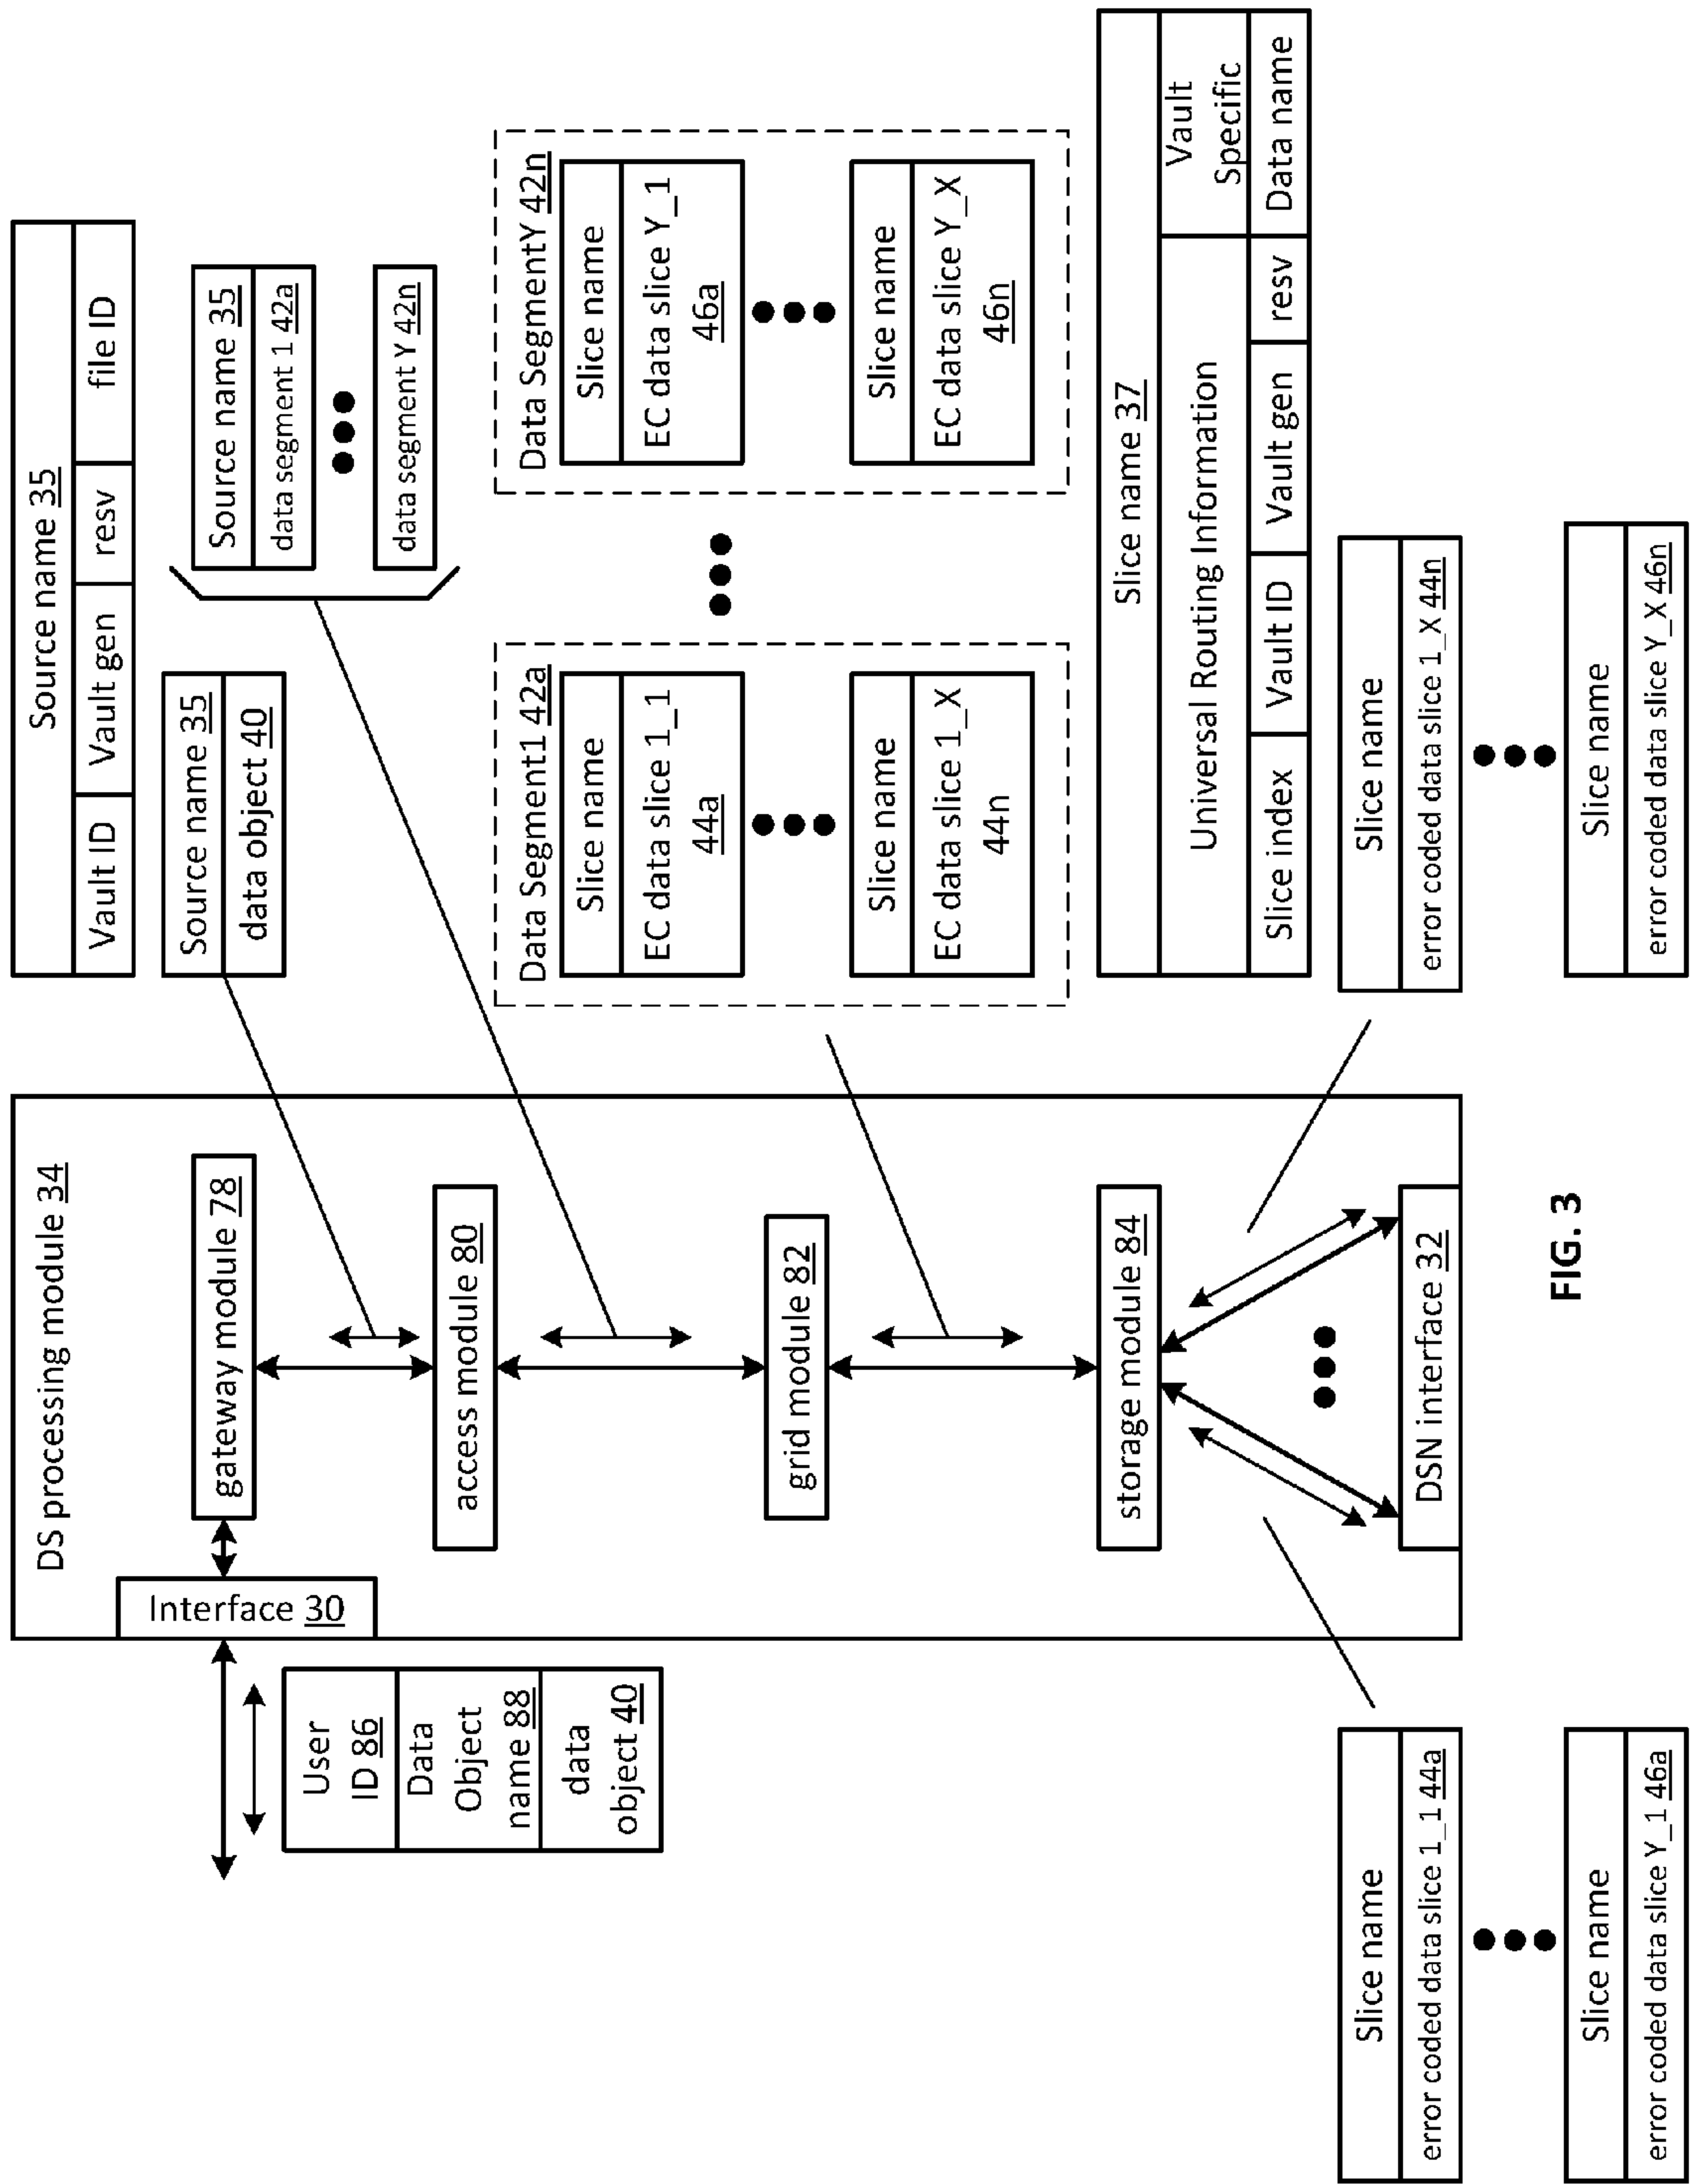 DS processing module 34
Interface 30
gateway module 78
access module 80
grid module 82
storage module 84
DSN interface 32
User
ID 86
Data
Object
name 88
data
object 40
Source name 35
Vault ID
Vault gen
resv
file ID
Source name 35
data object 40
Source name 35
data segment 1 42a
data segment Y 42n
Data Segment1 42a
Slice name
EC data slice 1_1
44a
Slice name
EC data slice 1_X
44n
Data SegmentY 42n
Slice name
EC data slice Y_1
46a
Slice name
EC data slice Y_X
46n
Slice name 37
Universal Routing Information
Vault
Specific
Slice index
Vault ID
Vault gen
resv
Data name
Slice name
error coded data slice 1_1 44a
Slice name
error coded data slice Y_1 46a
Slice name
error coded data slice 1_X 44n
Slice name
error coded data slice Y_X 46n
FIG. 3